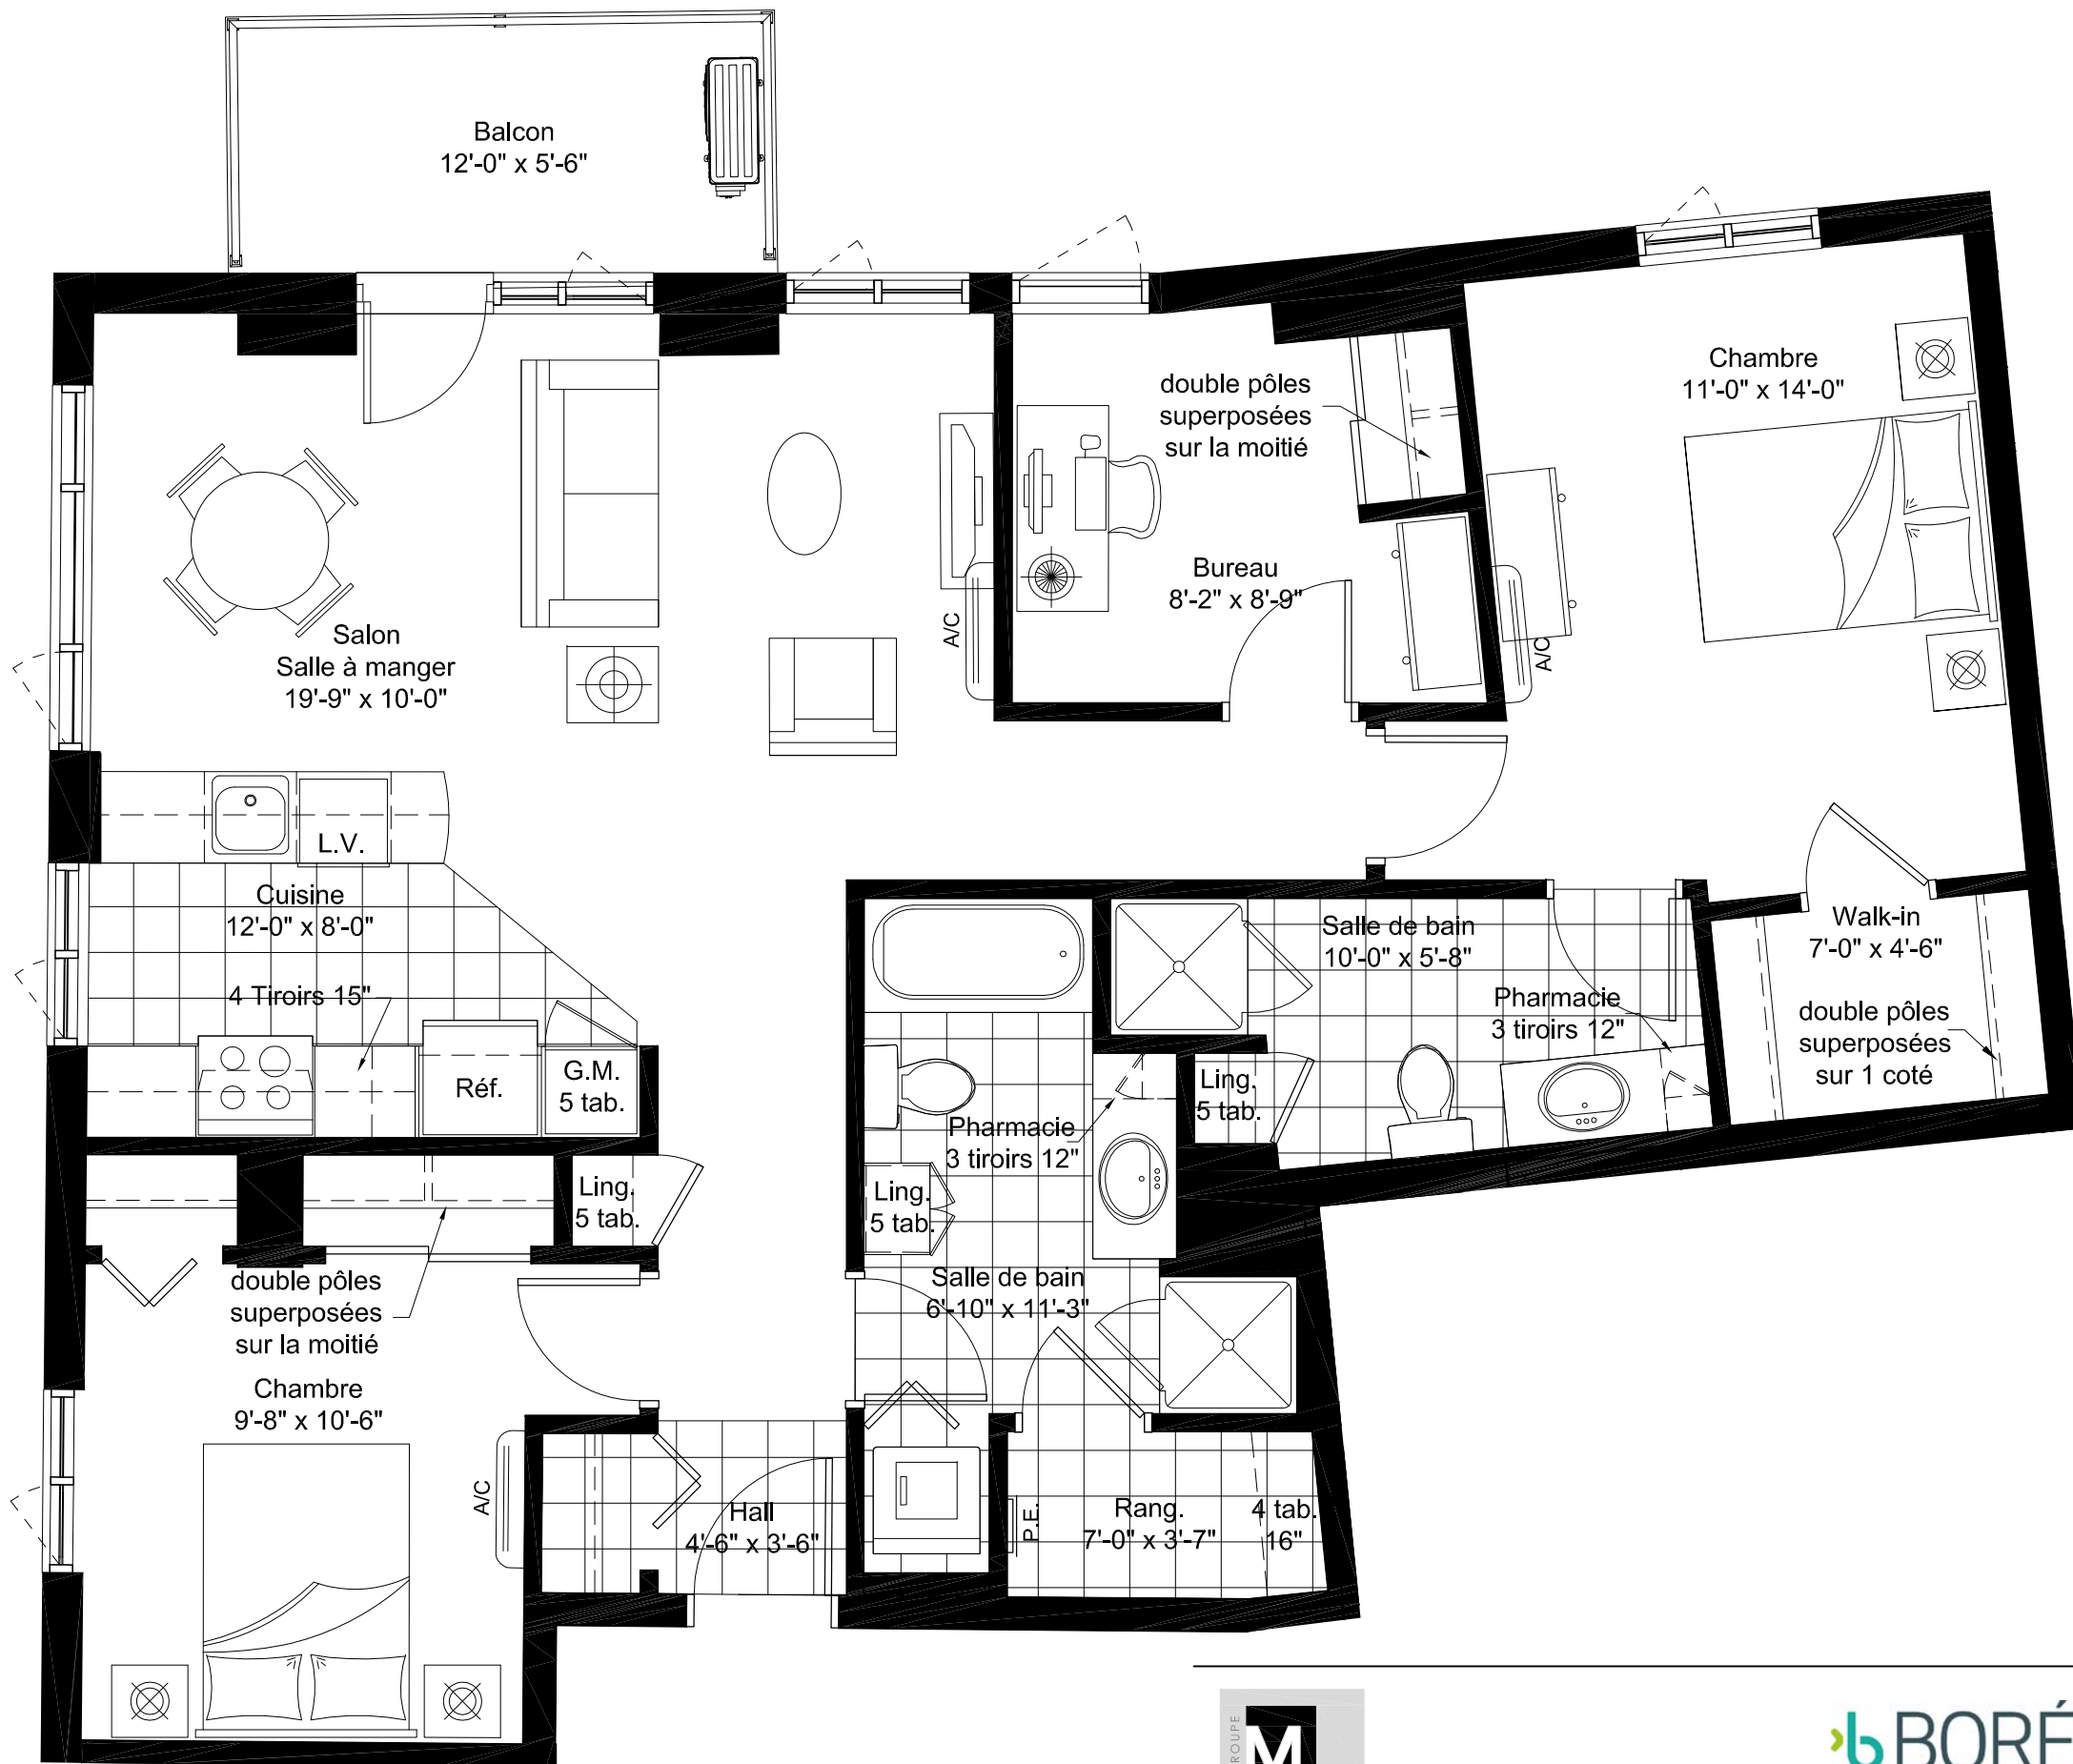 Balcon
12'-0" x 5'-6"
Chambre
11'-0" x 14'-0"
double pôles
superposées
sur la moitié
Bureau
8'-2" x 8'-9"
A/C
A/C
Salon
Salle à manger
19'-9" x 10'-0"
L.V.
Cuisine
12'-0" x 8'-0"
4 Tiroirs 15"
Réf.
G.M.
5 tab.
Salle de bain
10'-0" x 5'-8"
Pharmacie
3 tiroirs 12"
Walk-in
7'-0" x 4'-6"
double pôles
superposées
sur 1 coté
Ling.
5 tab.
Pharmacie
3 tiroirs 12"
Ling.
5 tab.
Ling.
5 tab.
double pôles
superposées
sur la moitié
Salle de bain
6'-10" x 11'-3"
Chambre
9'-8" x 10'-6"
A/C
Hall
4'-6" x 3'-6"
P.E.
Rang.
7'-0" x 3'-7"
4 tab.
16"
M
b BORÉ